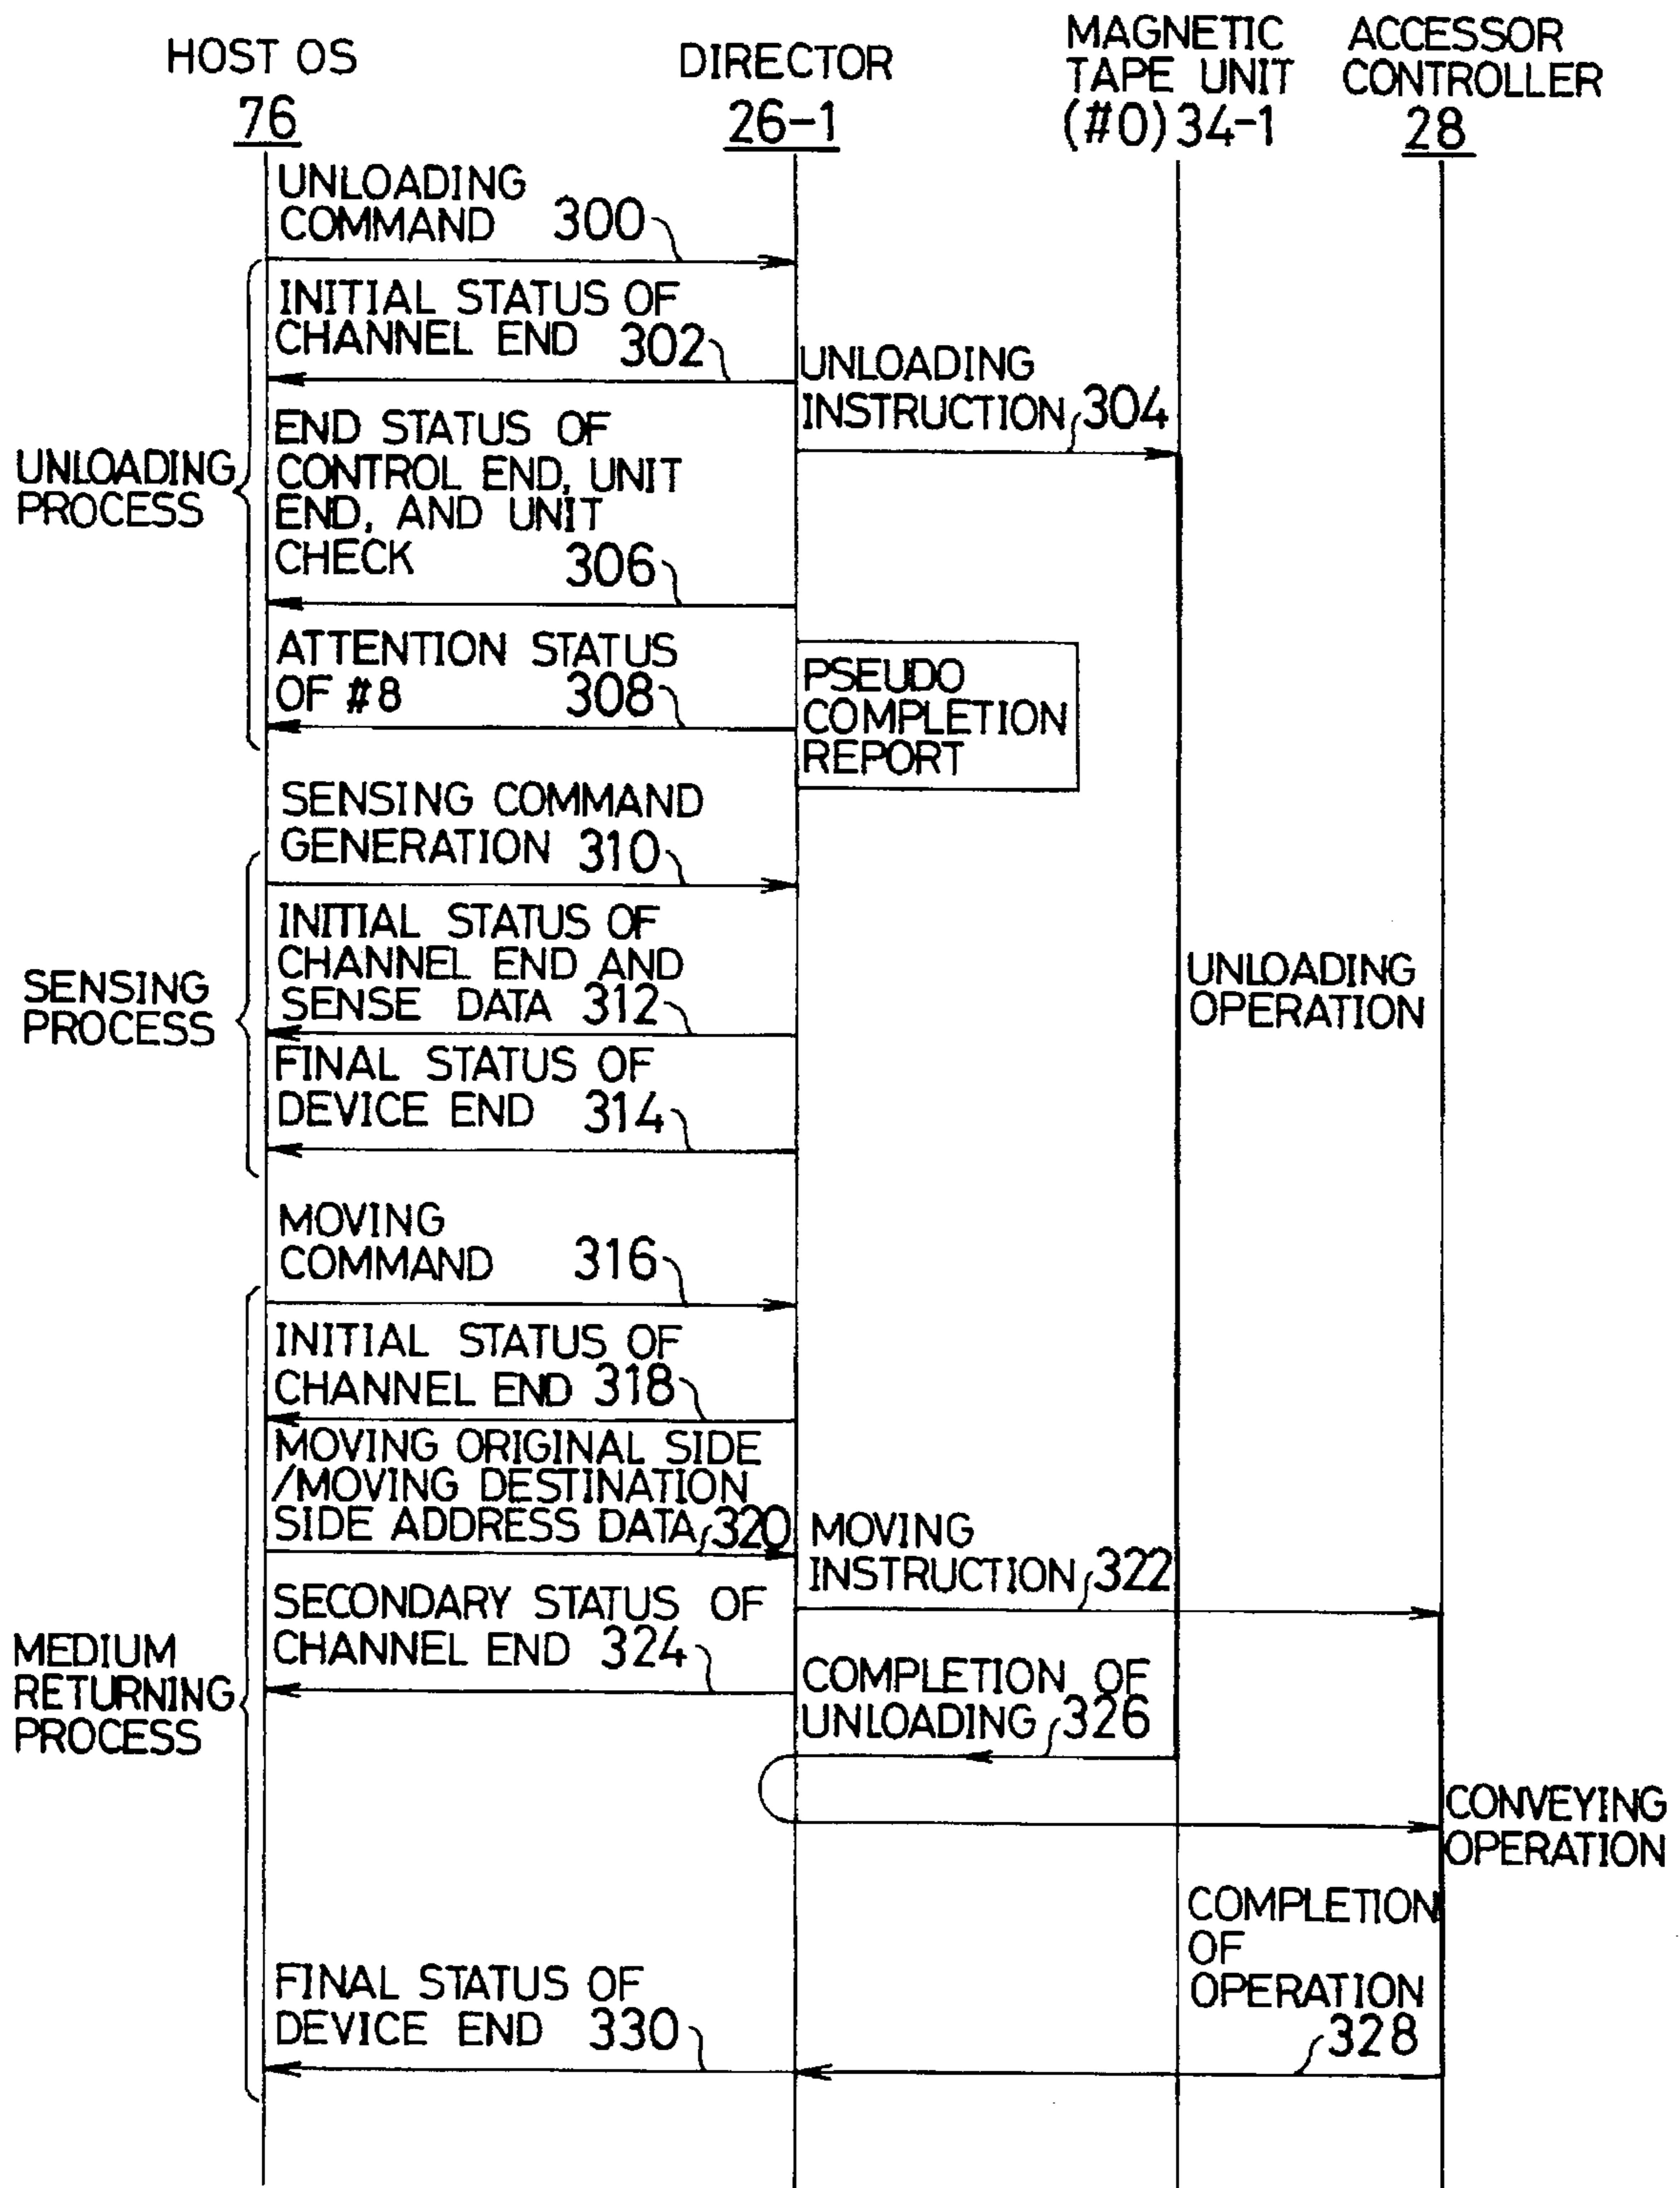 HOST OS
76
DIRECTOR
26-1
MAGNETIC
TAPE UNIT
(#0)34-1
ACCESSOR
CONTROLLER
28
UNLOADING
COMMAND 300
INITIAL STATUS OF
CHANNEL END 302
UNLOADING
INSTRUCTION 304
END STATUS OF
CONTROL END, UNIT
END, AND UNIT
CHECK 306
UNLOADING
PROCESS
ATTENTION STATUS
OF #8 308
PSEUDO
COMPLETION
REPORT
SENSING COMMAND
GENERATION 310
INITIAL STATUS OF
CHANNEL END AND
SENSE DATA 312
SENSING
PROCESS
UNLOADING
OPERATION
FINAL STATUS OF
DEVICE END 314
MOVING
COMMAND 316
INITIAL STATUS OF
CHANNEL END 318
MOVING ORIGINAL SIDE
/MOVING DESTINATION
SIDE ADDRESS DATA 320
MOVING
INSTRUCTION 322
SECONDARY STATUS OF
CHANNEL END 324
MEDIUM
RETURNING
PROCESS
COMPLETION OF
UNLOADING 326
CONVEYING
OPERATION
COMPLETION
OF
OPERATION
328
FINAL STATUS OF
DEVICE END 330